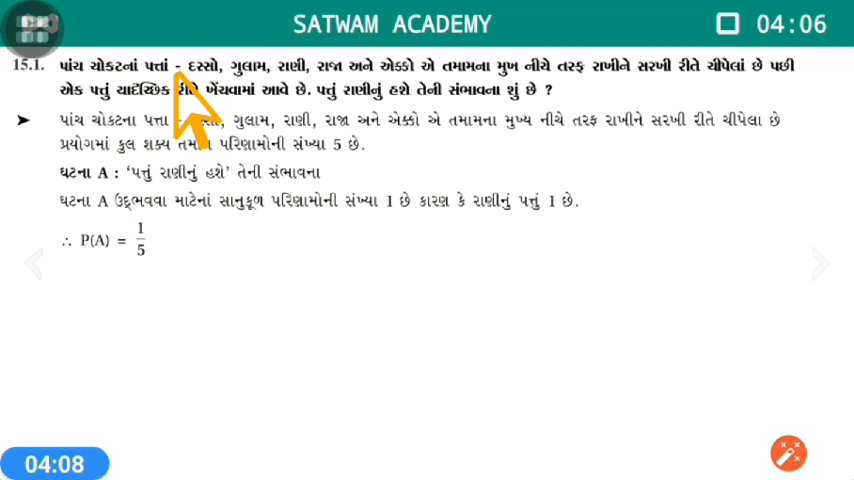 SATWAM ACADEMY
04:06
15.1. પાંચ ચોકટનાં પત્તાં - દસ્સો, ગુલામ, રાણી, રાજા અને એક્કો એ તમામના મુખ નીચે તરફ રાખીને સરખી રીતે ચીપેલાં છે પછી
એક પત્તું યાદચ્છિક રીતે ખેંચવામાં આવે છે. પત્તું રાણીનું હશે તેની સંભાવના શું છે ?
➤ પાંચ ચોકટના પત્તા - ગુલામ, રાણી, રાજા અને એક્કો એ તમામના મુખ્ય નીચે તરફ રાખીને સરખી રીતે ચીપેલા છે
પ્રયોગમાં કુલ શક્ય પરિણામોની સંખ્યા 5 છે.
ઘટના A : ‘પત્તું રાણીનું હશે’ તેની સંભાવના
ઘટના A ઉદ્ભવવા માટેનાં સાનુકૂળ પરિણામોની સંખ્યા 1 છે કારણ કે રાણીનું પત્તું 1 છે.
∴ P(A) = 1/5
04:08